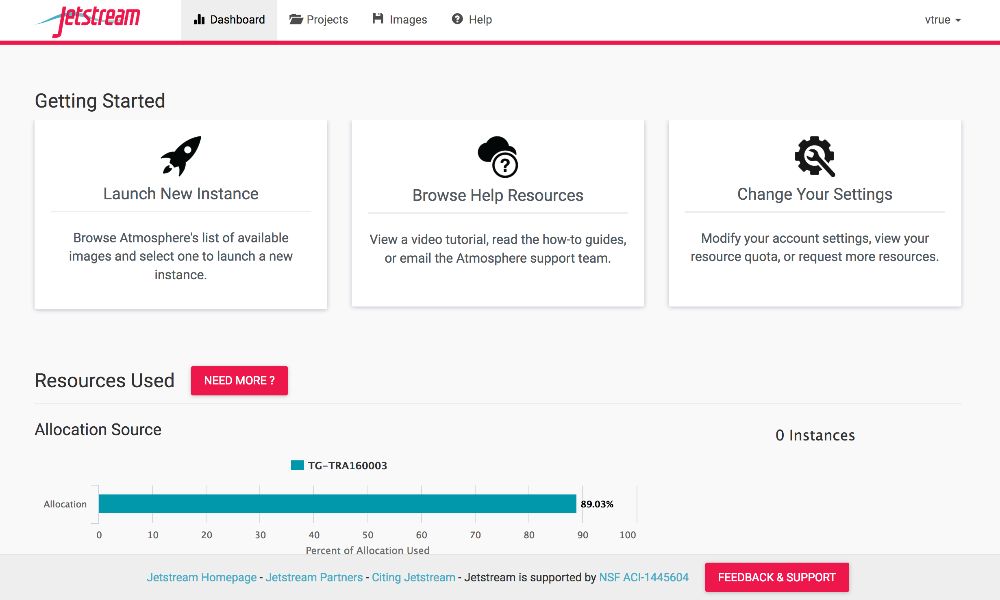 Jetstream
Dashboard
Projects
Images
Help
vtrue
Getting Started
Launch New Instance
Browse Atmosphere's list of available
images and select one to launch a new
instance.
Browse Help Resources
View a video tutorial, read the how-to guides,
or email the Atmosphere support team.
Change Your Settings
Modify your account settings, view your
resource quota, or request more resources.
Resources Used
NEED MORE ?
Allocation Source
0 Instances
TG-TRA160003
Allocation
89.03%
0 10 20 30 40 50 60 70 80 90 100
Percent of Allocation Used
Jetstream Homepage - Jetstream Partners - Citing Jetstream - Jetstream is supported by NSF ACI-1445604
FEEDBACK & SUPPORT